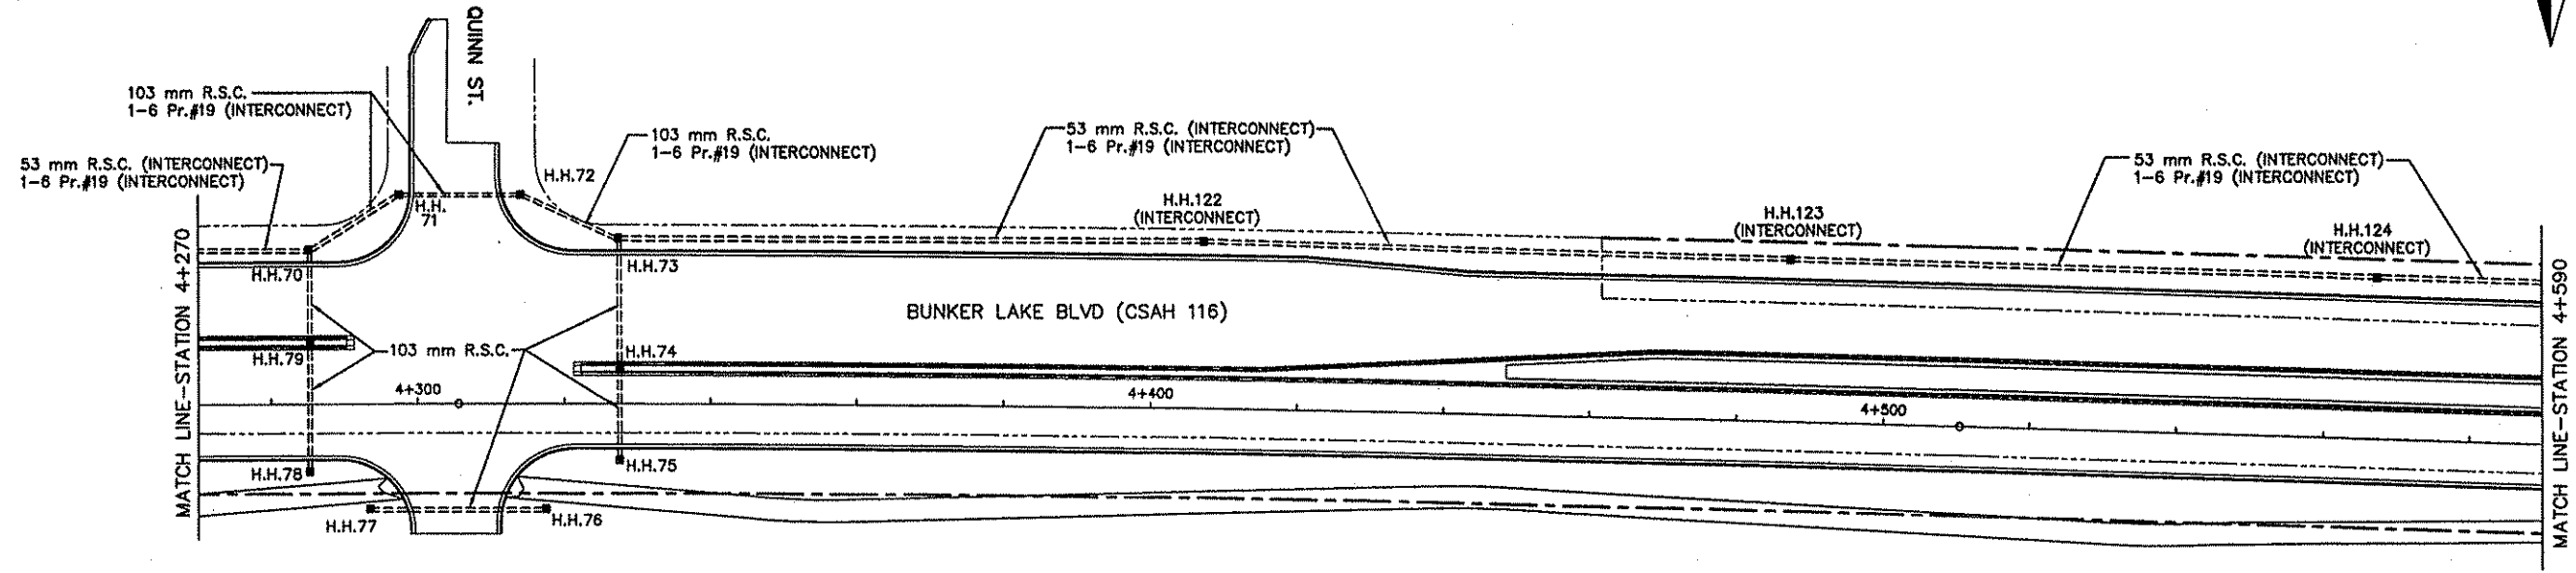 QUINN ST.
103 mm R.S.C.
1-6 Pr.#19 (INTERCONNECT)
53 mm R.S.C. (INTERCONNECT)
1-6 Pr.#19 (INTERCONNECT)
103 mm R.S.C.
1-6 Pr.#19 (INTERCONNECT)
53 mm R.S.C. (INTERCONNECT)
1-6 Pr.#19 (INTERCONNECT)
53 mm R.S.C. (INTERCONNECT)
1-6 Pr.#19 (INTERCONNECT)
H.H.72
H.H.
71
H.H.122
(INTERCONNECT)
H.H.123
(INTERCONNECT)
H.H.124
(INTERCONNECT)
H.H.70
H.H.73
MATCH LINE-STATION 4+270
BUNKER LAKE BLVD (CSAH 116)
MATCH LINE-STATION 4+590
H.H.79
103 mm R.S.C.
H.H.74
4+300
4+400
4+500
H.H.78
H.H.75
H.H.77
H.H.76